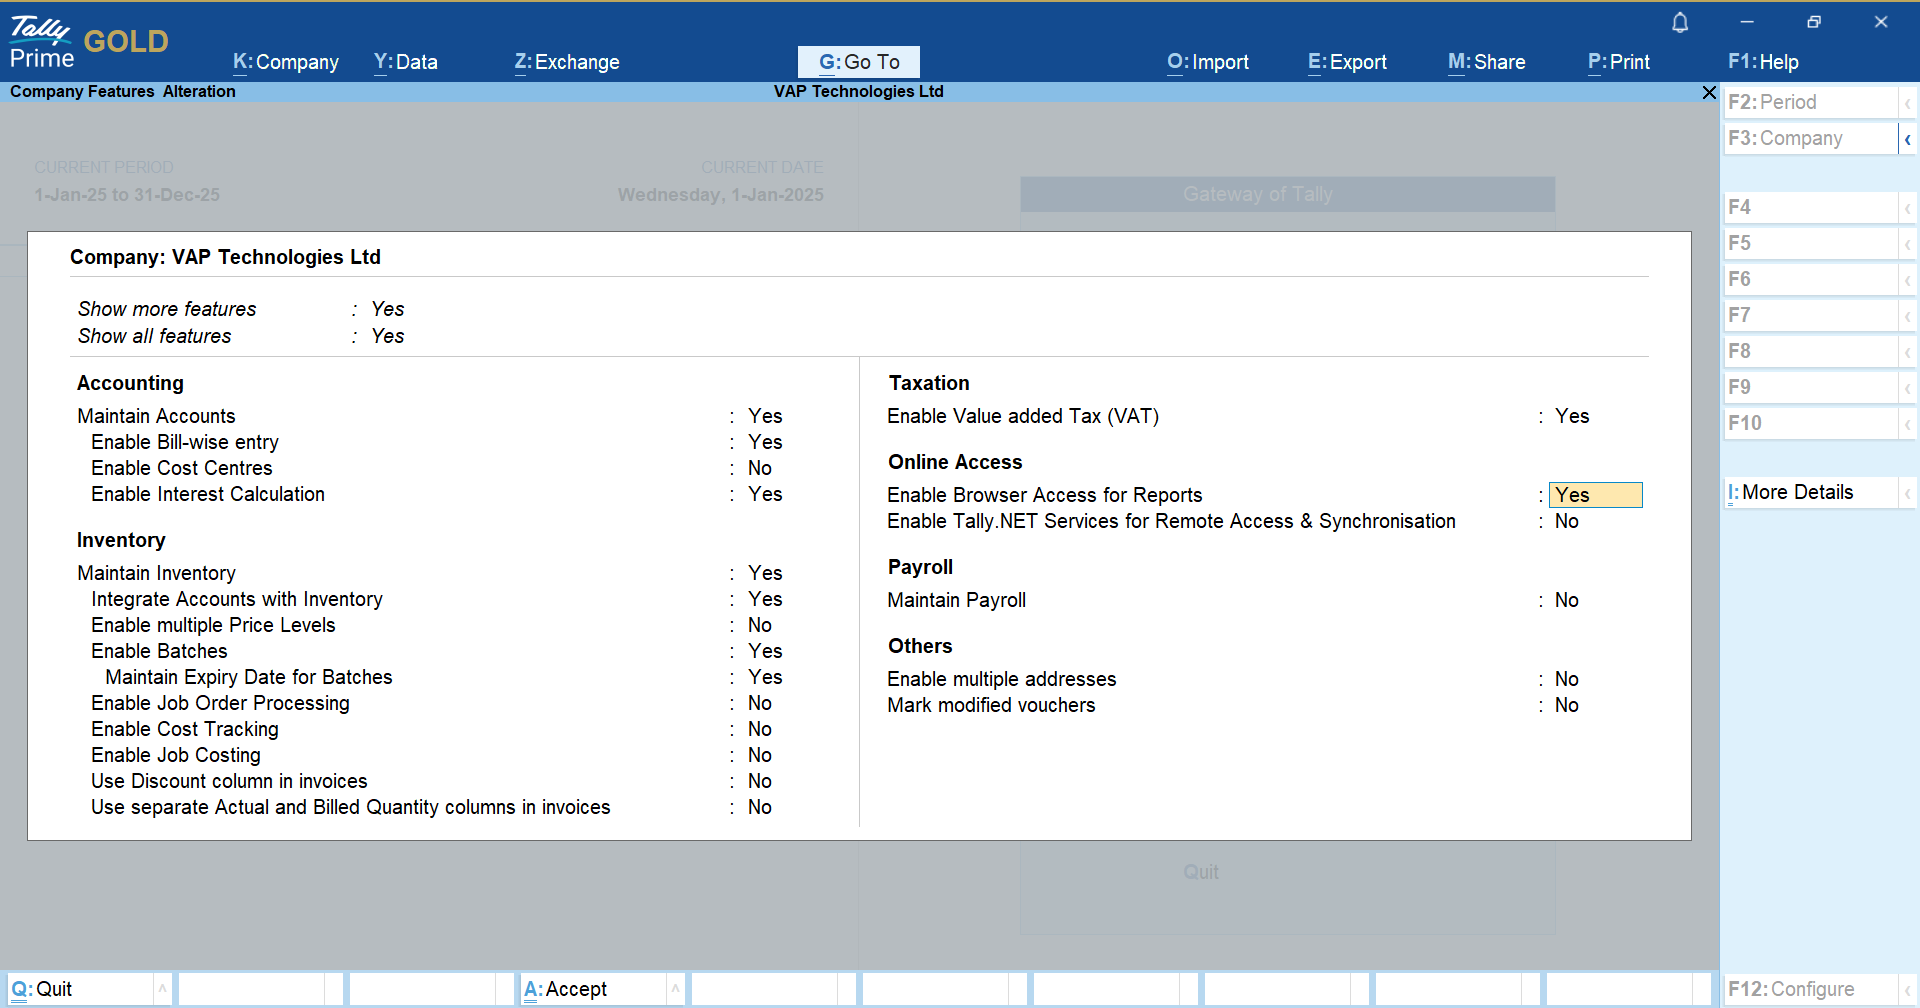 Tally Prime GOLD
K: Company Y: Data Z: Exchange G: Go To O: Import E: Export M: Share P: Print F1: Help
Company Features Alteration VAP Technologies Ltd
CURRENT PERIOD CURRENT DATE
1-Jan-25 to 31-Dec-25 Wednesday, 1-Jan-2025
Gateway of Tally
Company: VAP Technologies Ltd
Show more features : Yes
Show all features : Yes
Accounting
Maintain Accounts : Yes
Enable Bill-wise entry : Yes
Enable Cost Centres : No
Enable Interest Calculation : Yes
Inventory
Maintain Inventory : Yes
Integrate Accounts with Inventory : Yes
Enable multiple Price Levels : No
Enable Batches : Yes
Maintain Expiry Date for Batches : Yes
Enable Job Order Processing : No
Enable Cost Tracking : No
Enable Job Costing : No
Use Discount column in invoices : No
Use separate Actual and Billed Quantity columns in invoices : No
Taxation
Enable Value added Tax (VAT) : Yes
Online Access
Enable Browser Access for Reports : Yes
Enable Tally.NET Services for Remote Access & Synchronisation : No
Payroll
Maintain Payroll : No
Others
Enable multiple addresses : No
Mark modified vouchers : No
Quit
F2: Period
F3: Company
F4
F5
F6
F7
F8
F9
F10
I: More Details
Q: Quit A: Accept F12: Configure